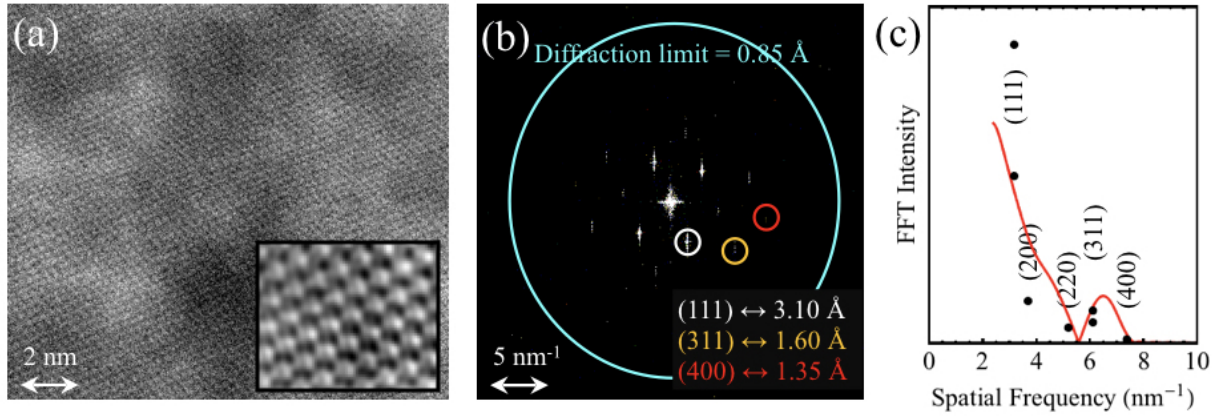 (a)
2 nm
(b)
Diffraction limit = 0.85 Å
(111) ↔ 3.10 Å
(311) ↔ 1.60 Å
(400) ↔ 1.35 Å
5 nm⁻¹
(c)
FFT Intensity
(111)
(200)
(220)
(311)
(400)
0 2 4 6 8 10
Spatial Frequency (nm⁻¹)